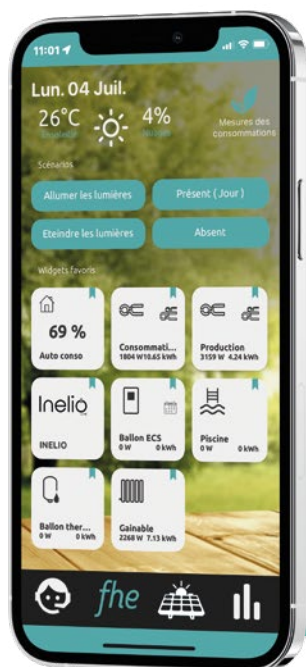 11:01
Lun. 04 Juil.
26°C 4%
Ensoleillé Nuages
Mesures des
consommations
Scénarios
Allumer les lumières Présent ( Jour )
Eteindre les lumières Absent
Widgets favoris
69 %
Auto conso
Consommati...
1804 W 10.65 kWh
Production
3159 W 4.24 kWh
Inelio
INELIO
Ballon ECS
0 W 0 kWh
Piscine
0 W 0 kWh
Ballon ther...
0 W 0 kWh
Gainable
2268 W 7.13 kWh
fhe